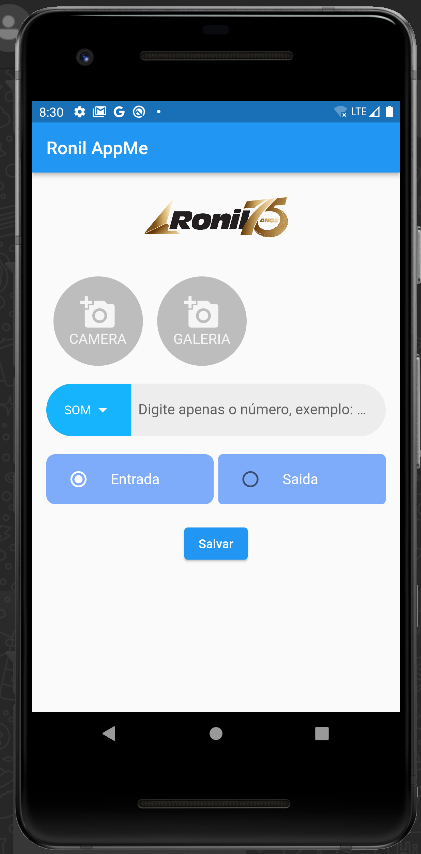 8:30
LTE
Ronil AppMe
Ronil 75
ANOS
CAMERA
GALERIA
SOM
Digite apenas o número, exemplo: ...
Entrada
Saida
Salvar